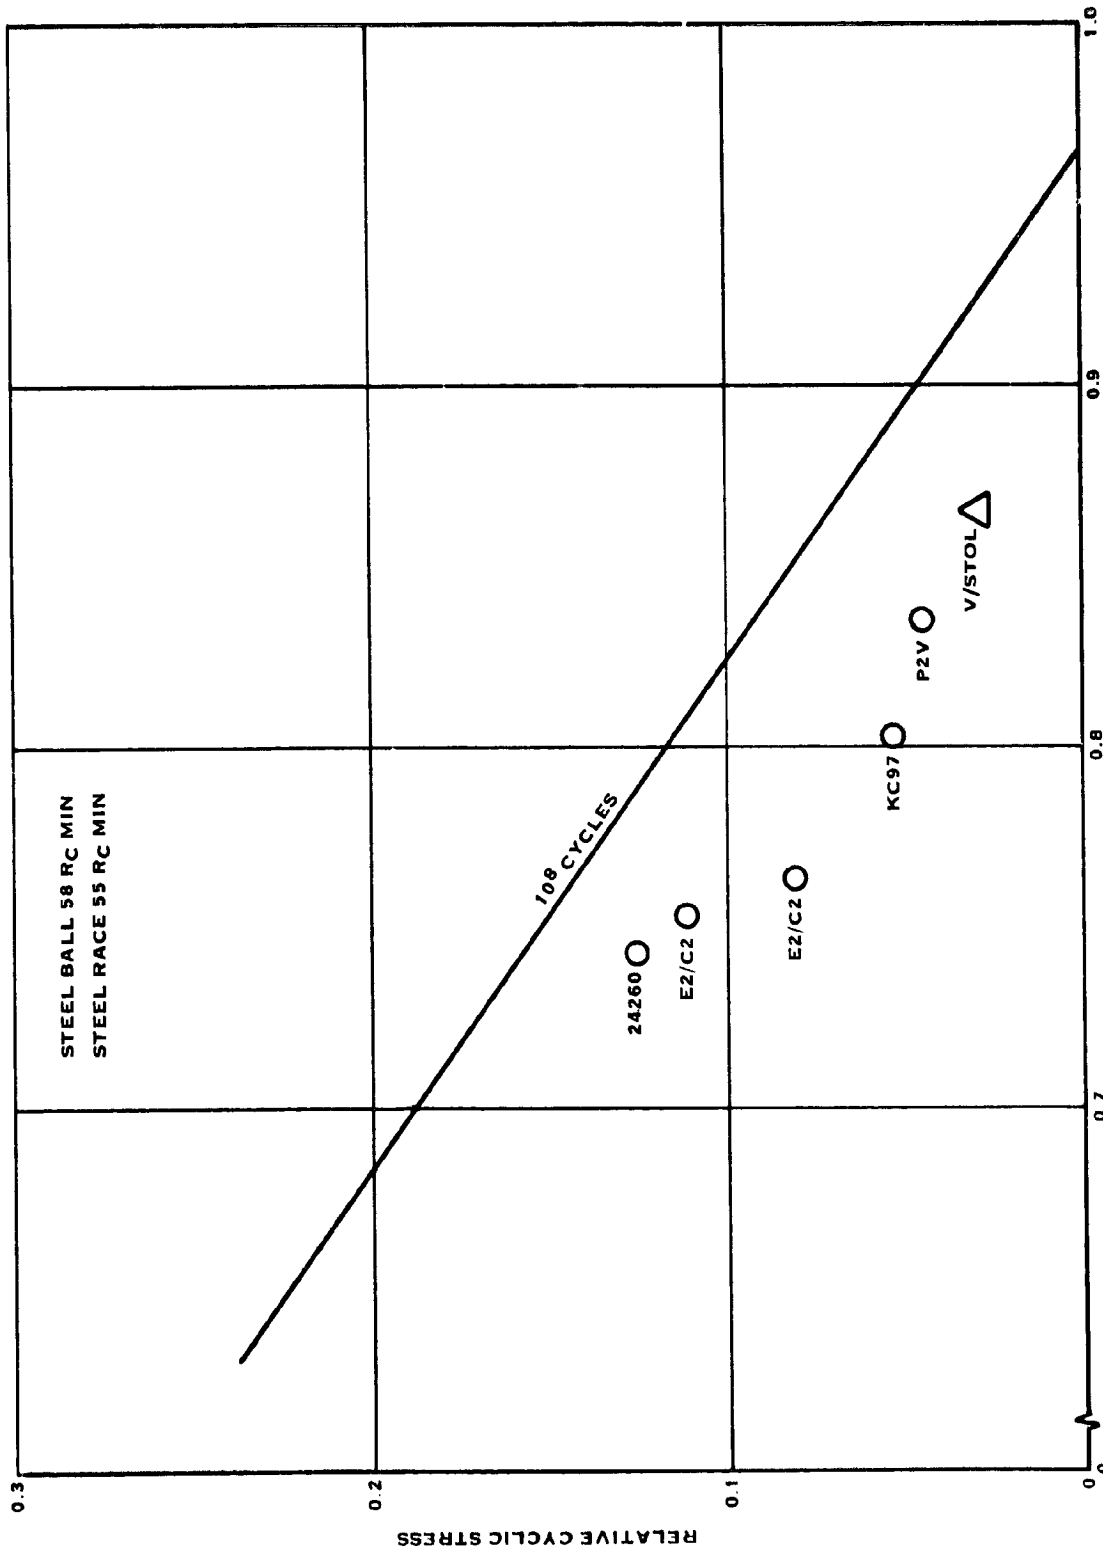 STEEL BALL 58 RC MIN
STEEL RACE 55 RC MIN
RELATIVE CYCLIC STRESS
0.3
0.2
0.1
0
10⁸ CYCLES
24260
E2/C2
E2/C2
KC97
P2V
V/STOL
0
0.7
0.8
0.9
1.0